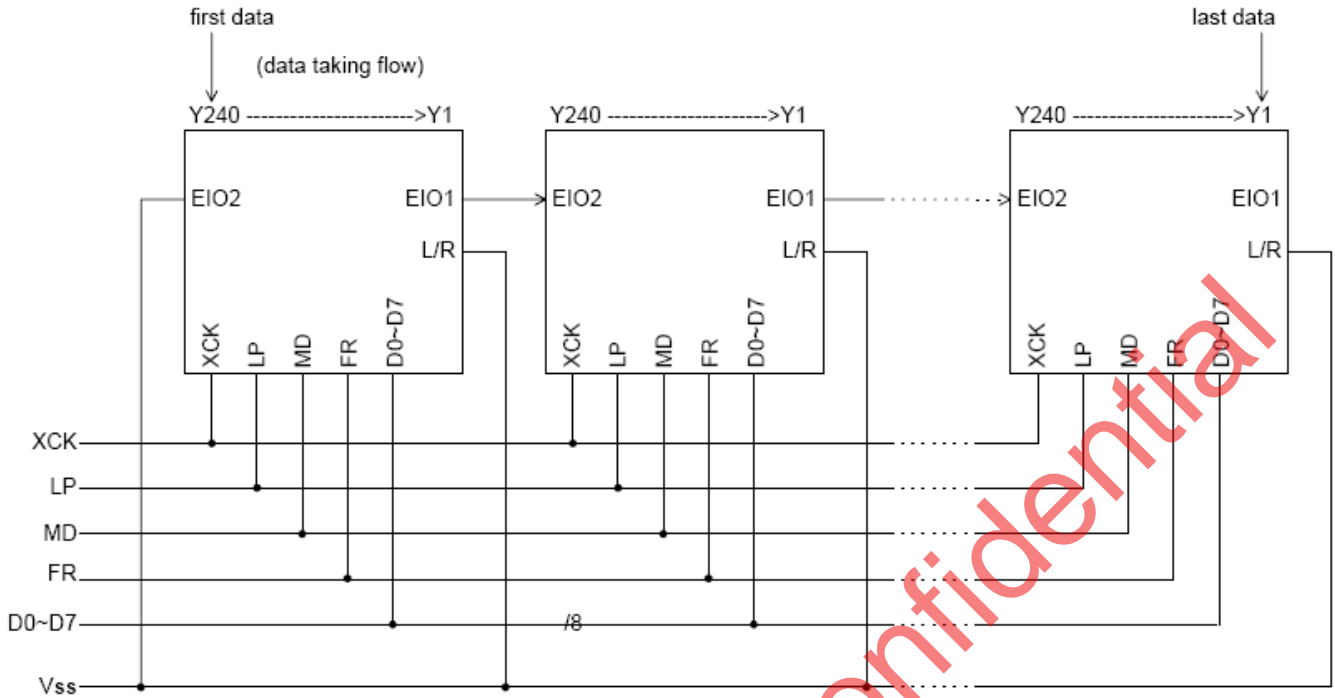 first data
last data
(data taking flow)
Y240 ----------------------->Y1
Y240 ---------------------->Y1
Y240 ---------------------->Y1
EIO2
EIO1
EIO2
EIO1
EIO2
EIO1
L/R
L/R
L/R
XCK
LP
MD
FR
D0~D7
XCK
LP
MD
FR
D0~D7
XCK
LP
MD
FR
D0~D7
XCK
LP
MD
FR
D0~D7
/8
Vss
onfidential